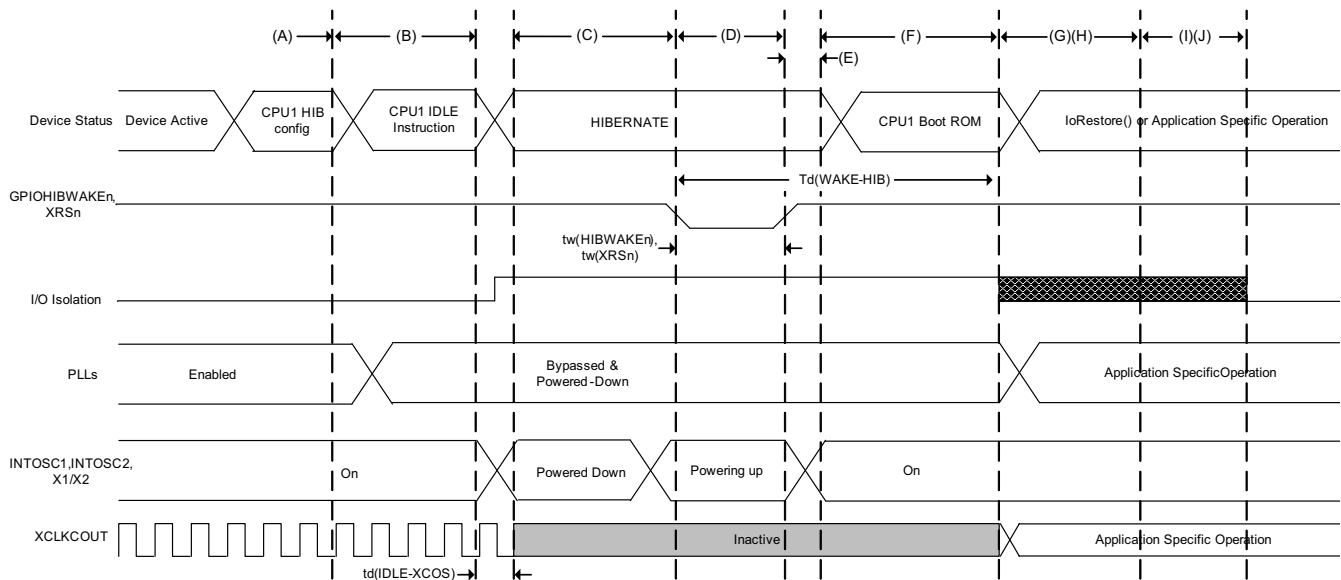 (A)
(B)
(C)
(D)
(E)
(F)
(G)(H)
(I)(J)
Device Status
Device Active
CPU1 HIB
config
CPU1 IDLE
Instruction
HIBERNATE
CPU1 Boot ROM
IoRestore() or Application Specific Operation
Td(WAKE-HIB)
GPIOHIBWAKEn,
XRSn
tw(HIBWAKEn),
tw(XRSn)
I/O Isolation
PLLs
Enabled
Bypassed &
Powered-Down
Application SpecificOperation
INTOSC1,INTOSC2,
X1/X2
On
Powered Down
Powering up
On
XCLKCOUT
Inactive
Application Specific Operation
td(IDLE-XCOS)